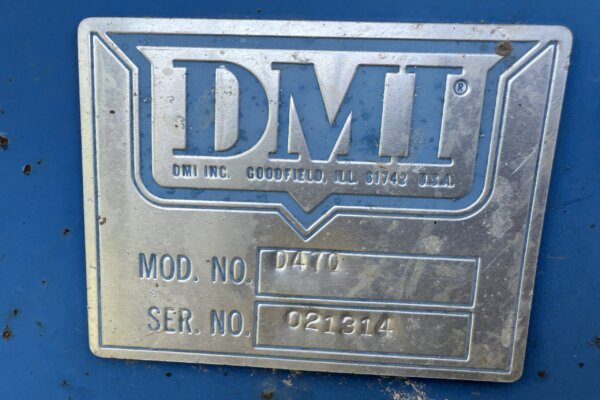 DMI®
DMI INC. GOODFIELD, ILL. 61742 U.S.A.
MOD. NO. D470
SER. NO. 021314